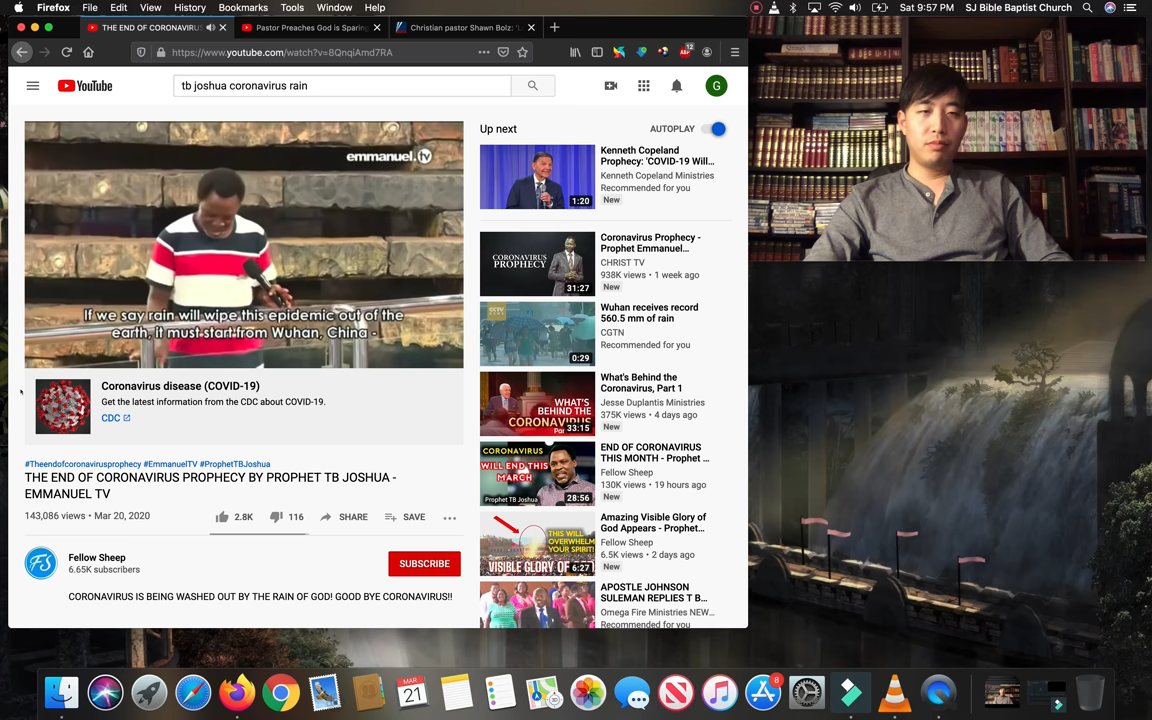 Firefox File Edit View History Bookmarks Tools Window Help
Sat 9:57 PM SJ Bible Baptist Church
THE END OF CORONAVIRUS
Pastor Preaches God is Sparing
Christian pastor Shawn Bolz: 'L
https://www.youtube.com/watch?v=8QnqiAmd7RA
12
YouTube
tb joshua coronavirus rain
G
emmanuel.tv
If we say rain will wipe this epidemic out of the
earth, it must start from Wuhan, China -
Coronavirus disease (COVID-19)
Get the latest information from the CDC about COVID-19.
CDC
#Theendofcoronavirusprophecy #EmmanuelTV #ProphetTBJoshua
THE END OF CORONAVIRUS PROPHECY BY PROPHET TB JOSHUA -
EMMANUEL TV
143,086 views • Mar 20, 2020
2.8K 116 SHARE SAVE
FS
Fellow Sheep
6.65K subscribers
SUBSCRIBE
CORONAVIRUS IS BEING WASHED OUT BY THE RAIN OF GOD! GOOD BYE CORONAVIRUS!!
Up next
AUTOPLAY
Kenneth Copeland
Prophecy: 'COVID-19 Will...
Kenneth Copeland Ministries
Recommended for you
New
1:20
Coronavirus Prophecy -
Prophet Emmanuel...
CHRIST TV
938K views • 1 week ago
New
CORONAVIRUS
PROPHECY
31:27
Wuhan receives record
560.5 mm of rain
CGTN
Recommended for you
CCTV
0:29
What's Behind the
Coronavirus, Part 1
Jesse Duplantis Ministries
375K views • 4 days ago
New
WHAT'S
BEHIND THE
CORONAVIRUS
33:15
END OF CORONAVIRUS
THIS MONTH - Prophet ...
Fellow Sheep
130K views • 19 hours ago
New
CORONAVIRUS
WILL END THIS
MARCH
Prophet TB Joshua
28:56
Amazing Visible Glory of
God Appears - Prophet...
Fellow Sheep
6.5K views • 2 days ago
New
THIS WILL
OVERWHELM
YOUR SPIRIT!
VISIBLE GLORY OF
6:27
APOSTLE JOHNSON
SULEMAN REPLIES T B...
Omega Fire Ministries NEW...
Recommended for you
MAR
21
8